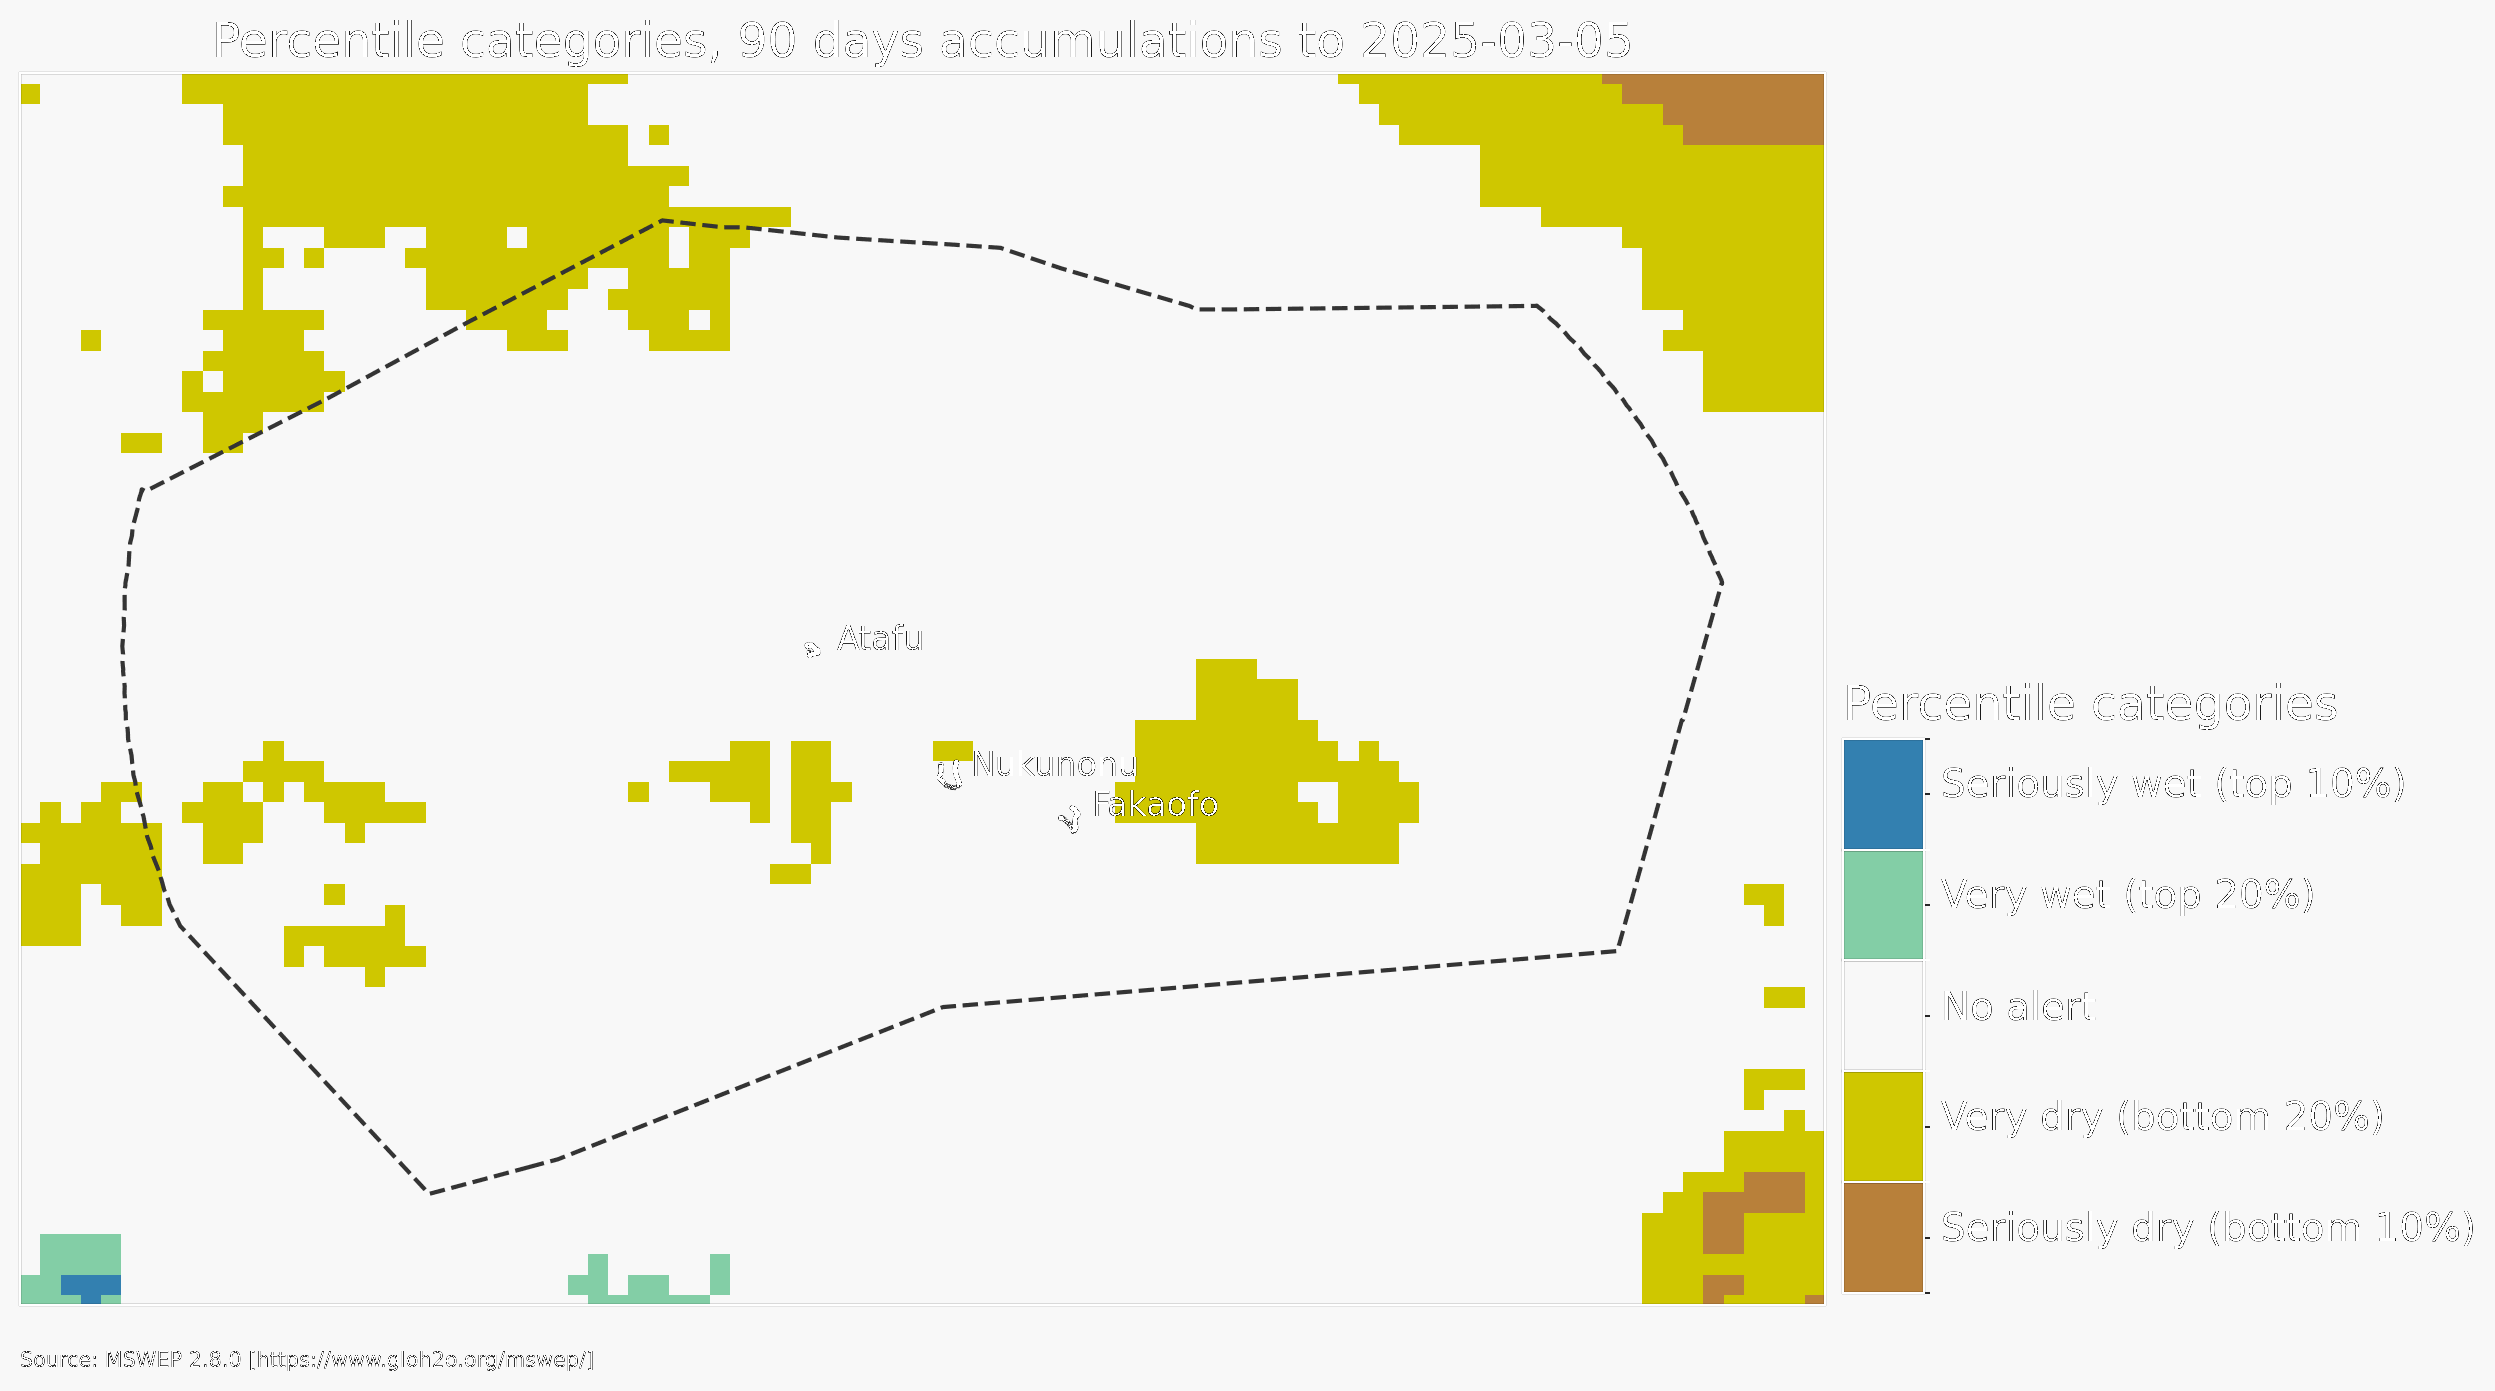 Percentile categories, 90 days accumulations to 2025-03-05
Atafu
Nukunonu
Fakaofo
Percentile categories
Seriously wet (top 10%)
Very wet (top 20%)
No alert
Very dry (bottom 20%)
Seriously dry (bottom 10%)
Source: MSWEP 2.8.0 [https://www.gloh2o.org/mswep/]